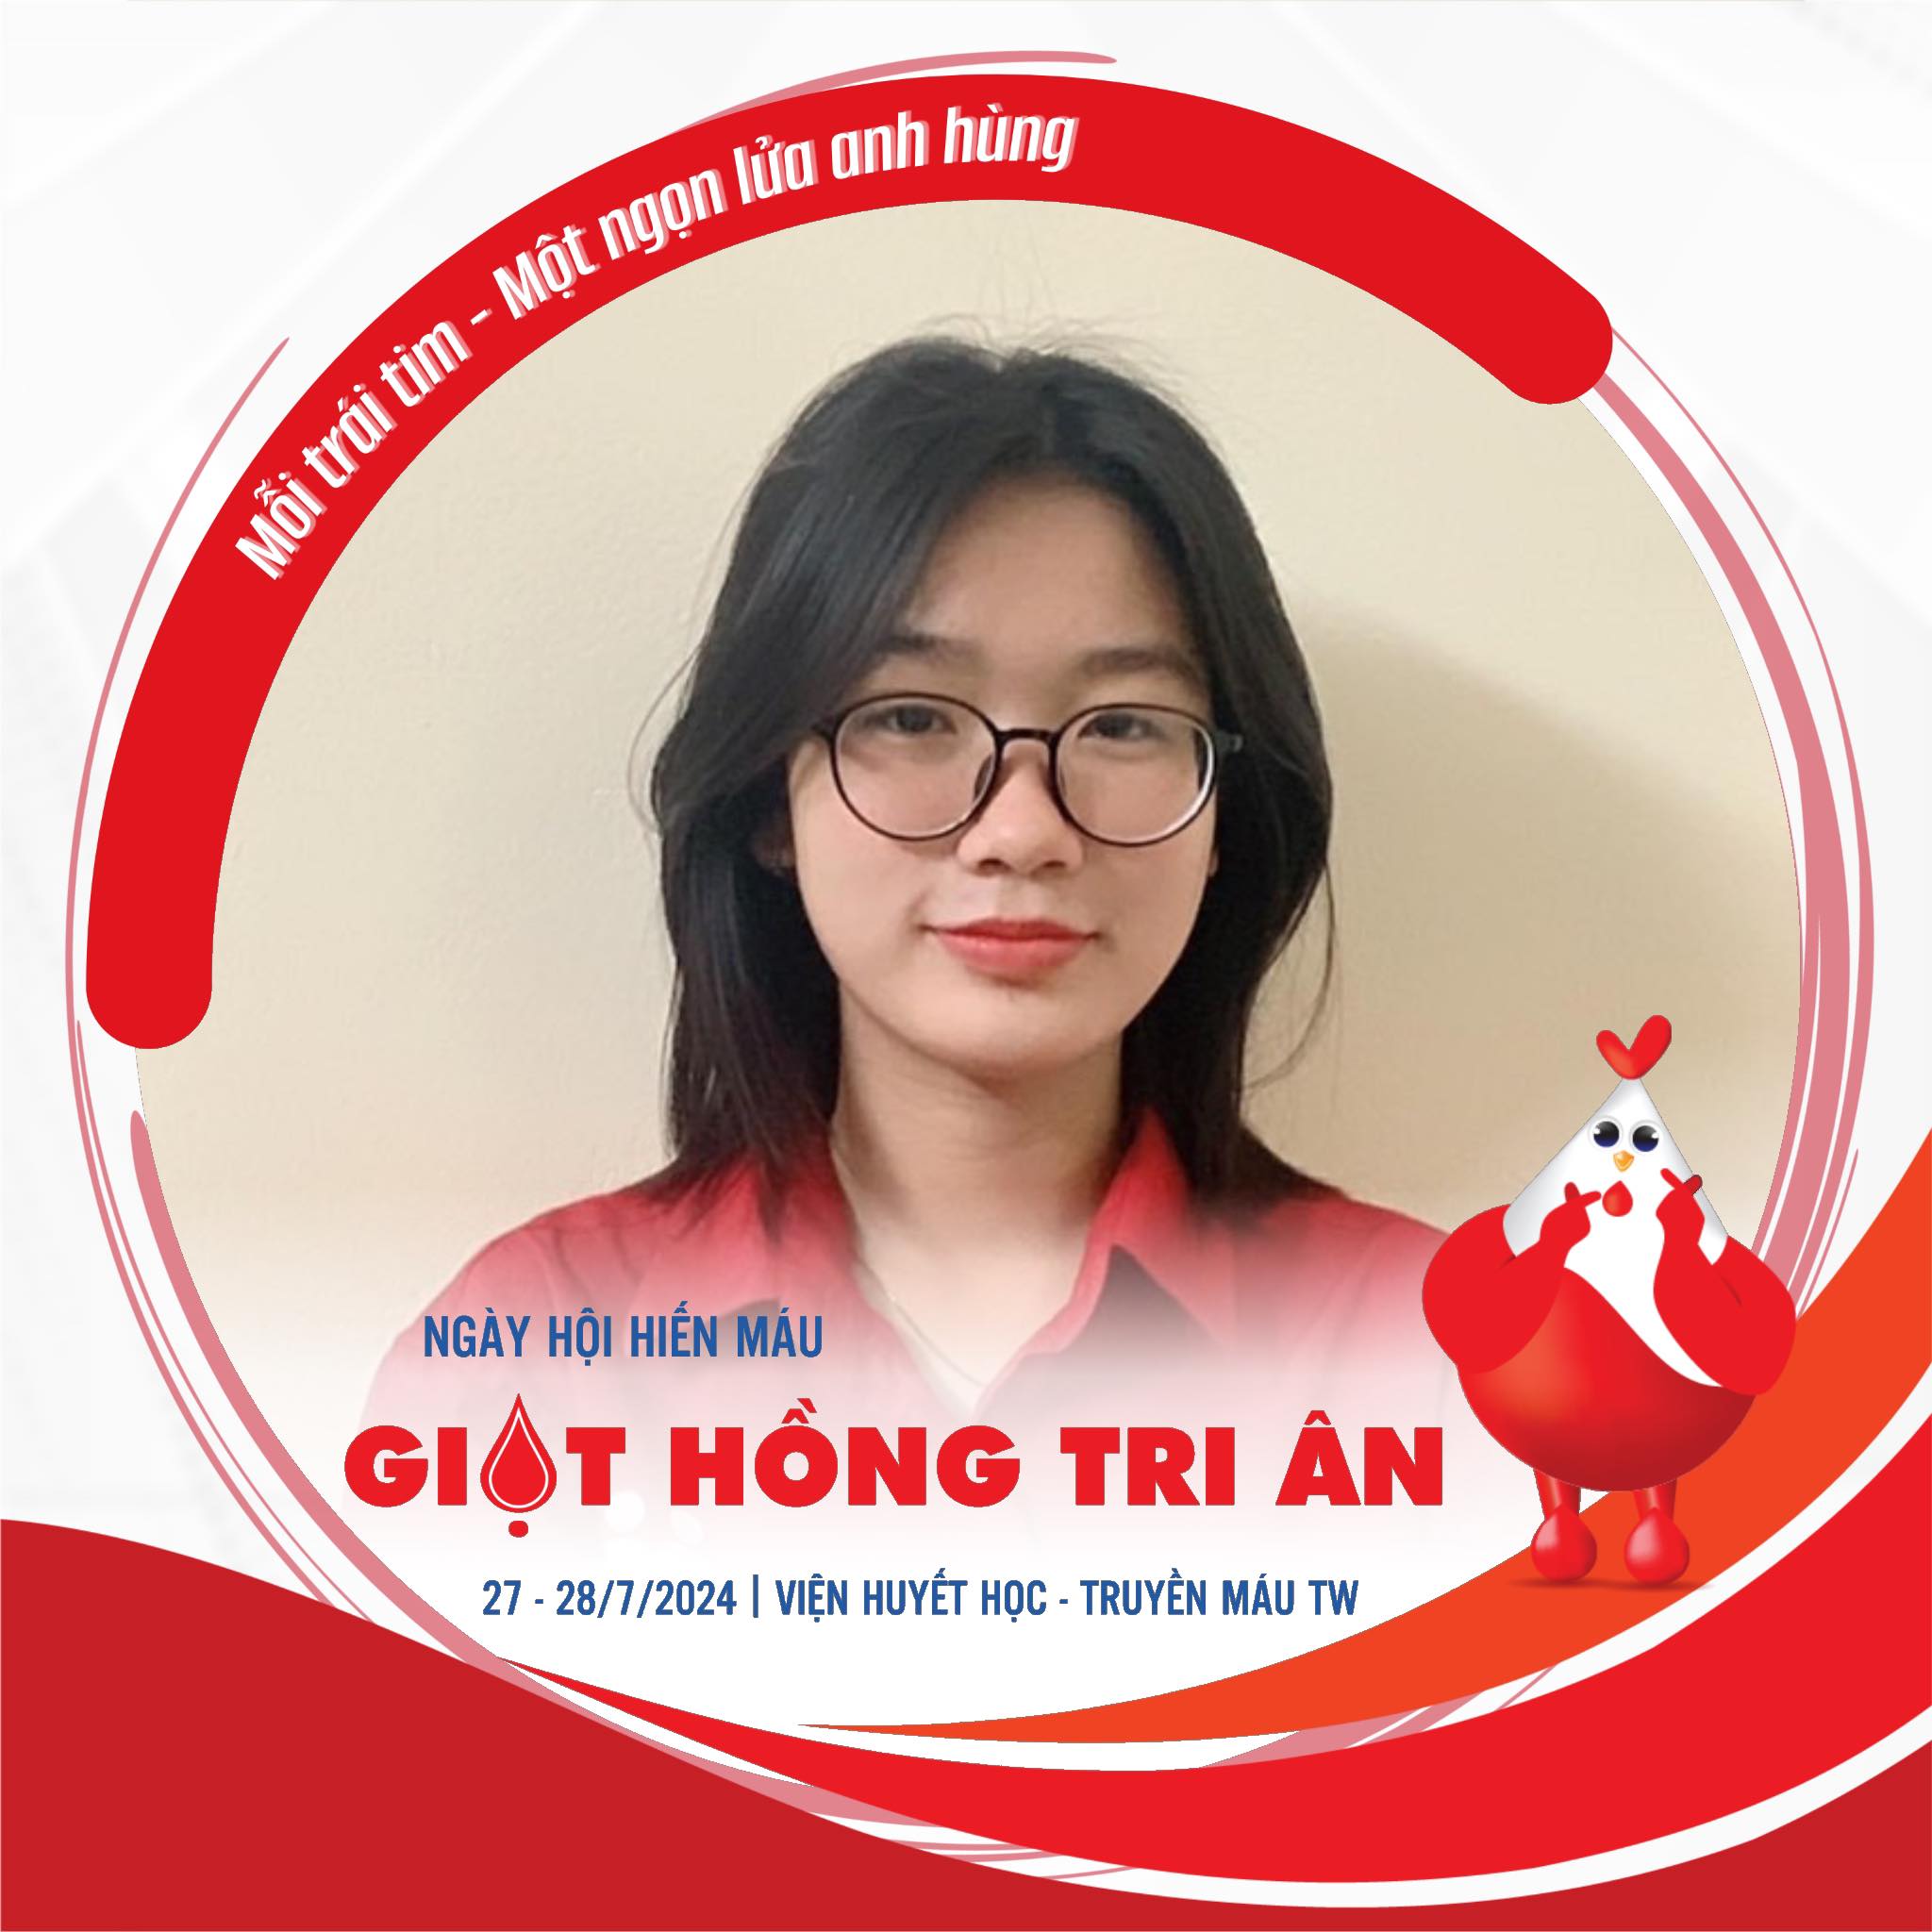 Mỗi trái tim - Một ngọn lửa anh hùng
NGÀY HỘI HIẾN MÁU
GIỌT HỒNG TRI ÂN
27 - 28/7/2024 | VIỆN HUYẾT HỌC - TRUYỀN MÁU TW